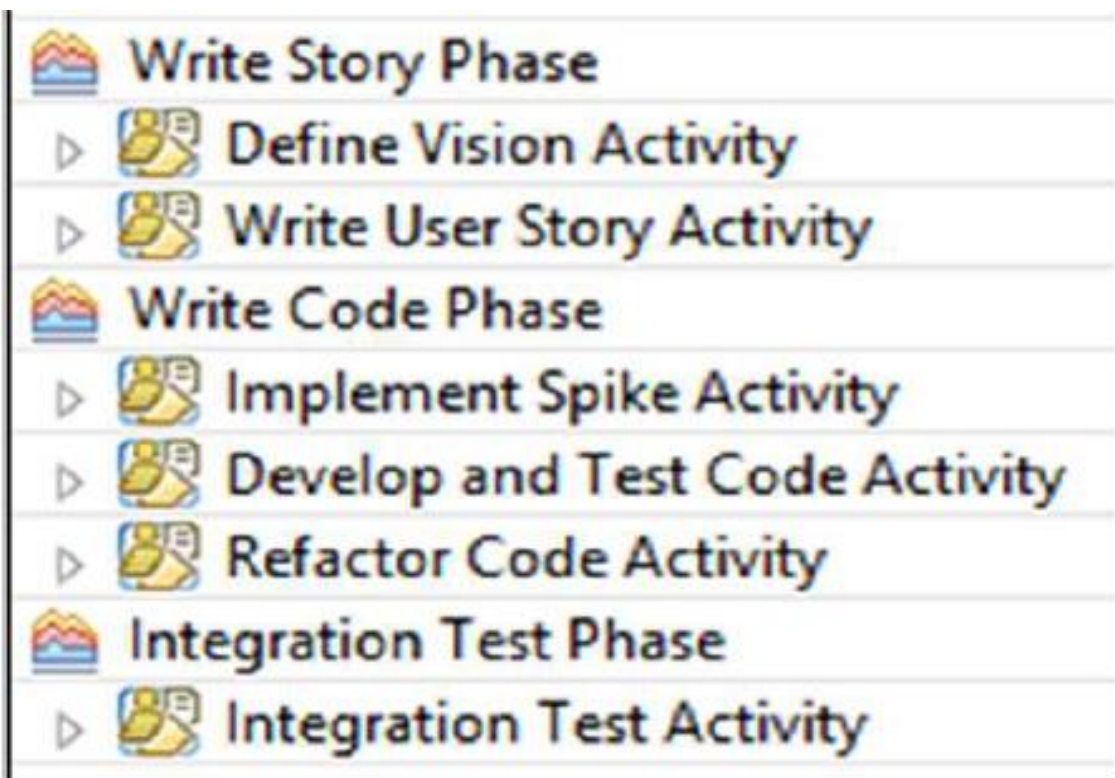 Write Story Phase
Define Vision Activity
Write User Story Activity
Write Code Phase
Implement Spike Activity
Develop and Test Code Activity
Refactor Code Activity
Integration Test Phase
Integration Test Activity